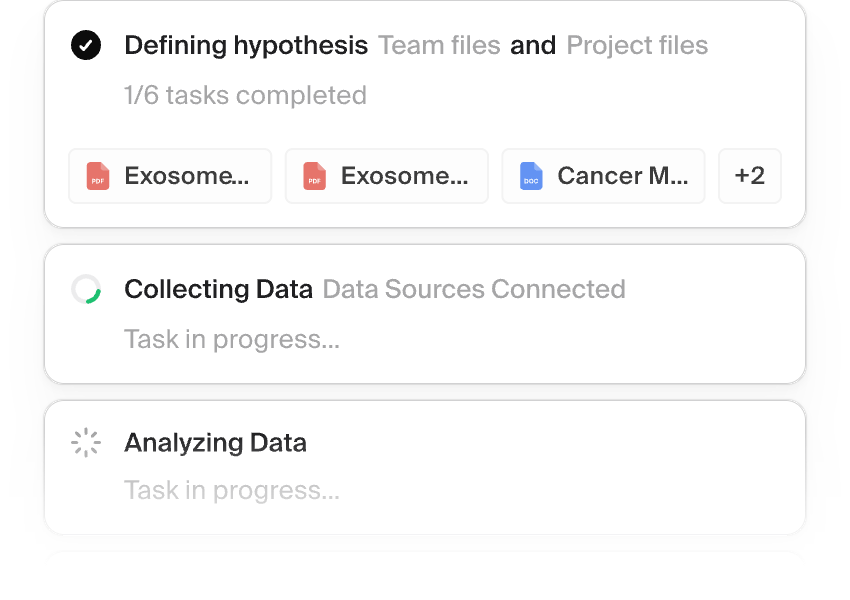 Defining hypothesis Team files and Project files
1/6 tasks completed
PDF Exosome... PDF Exosome... DOC Cancer M... +2
Collecting Data Data Sources Connected
Task in progress...
Analyzing Data
Task in progress...